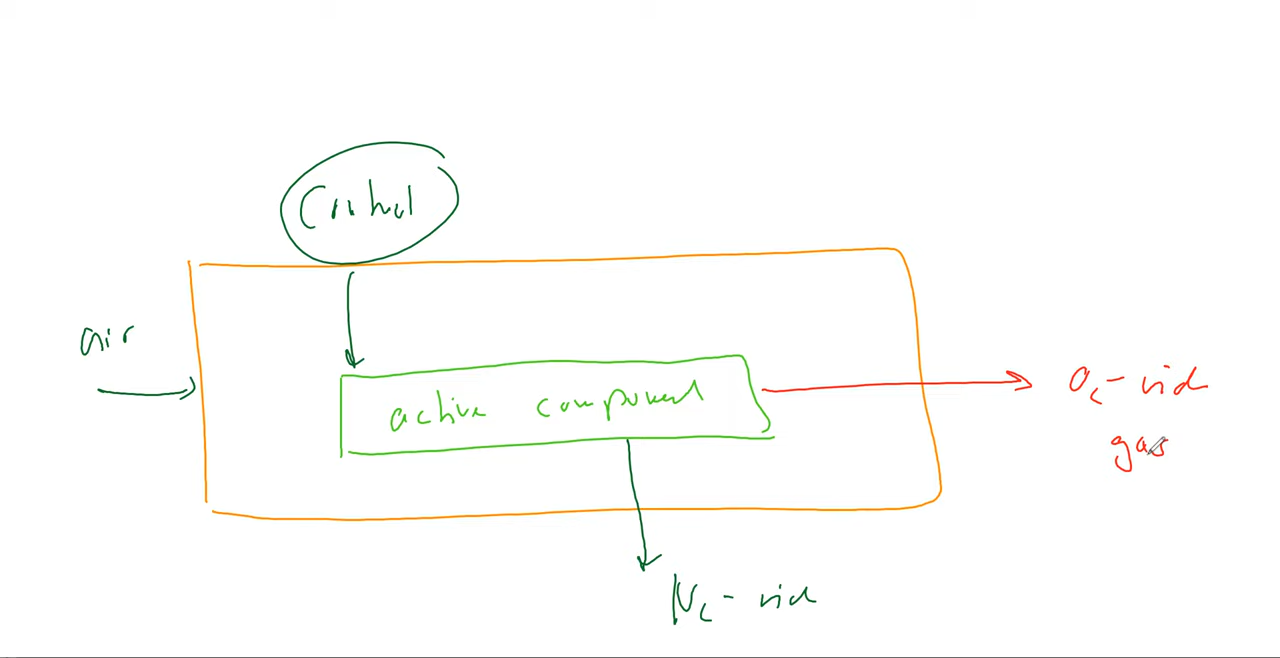 Control
air
active component
O₂-rich
gas
N₂-rich